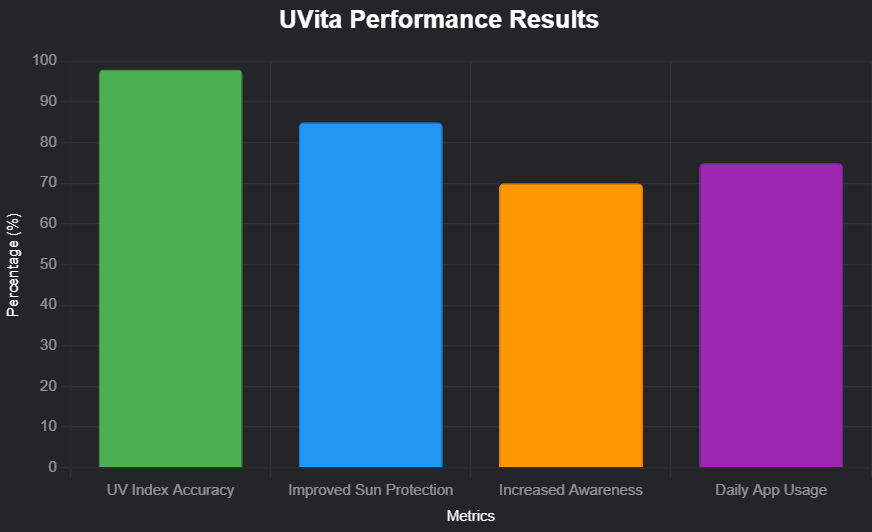 UVita Performance Results
Percentage (%)
100
90
80
70
60
50
40
30
20
10
0
UV Index Accuracy Improved Sun Protection Increased Awareness Daily App Usage
Metrics